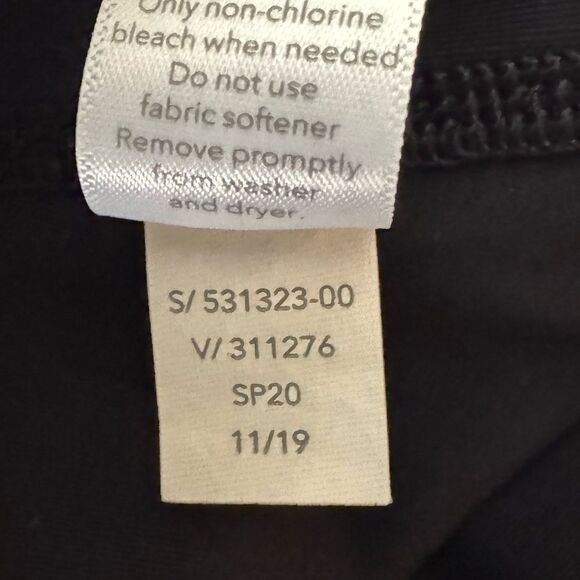 Only non-chlorine
bleach when needed
Do not use
fabric softener
Remove promptly
from washer
and dryer.
S/ 531323-00
V/ 311276
SP20
11/19